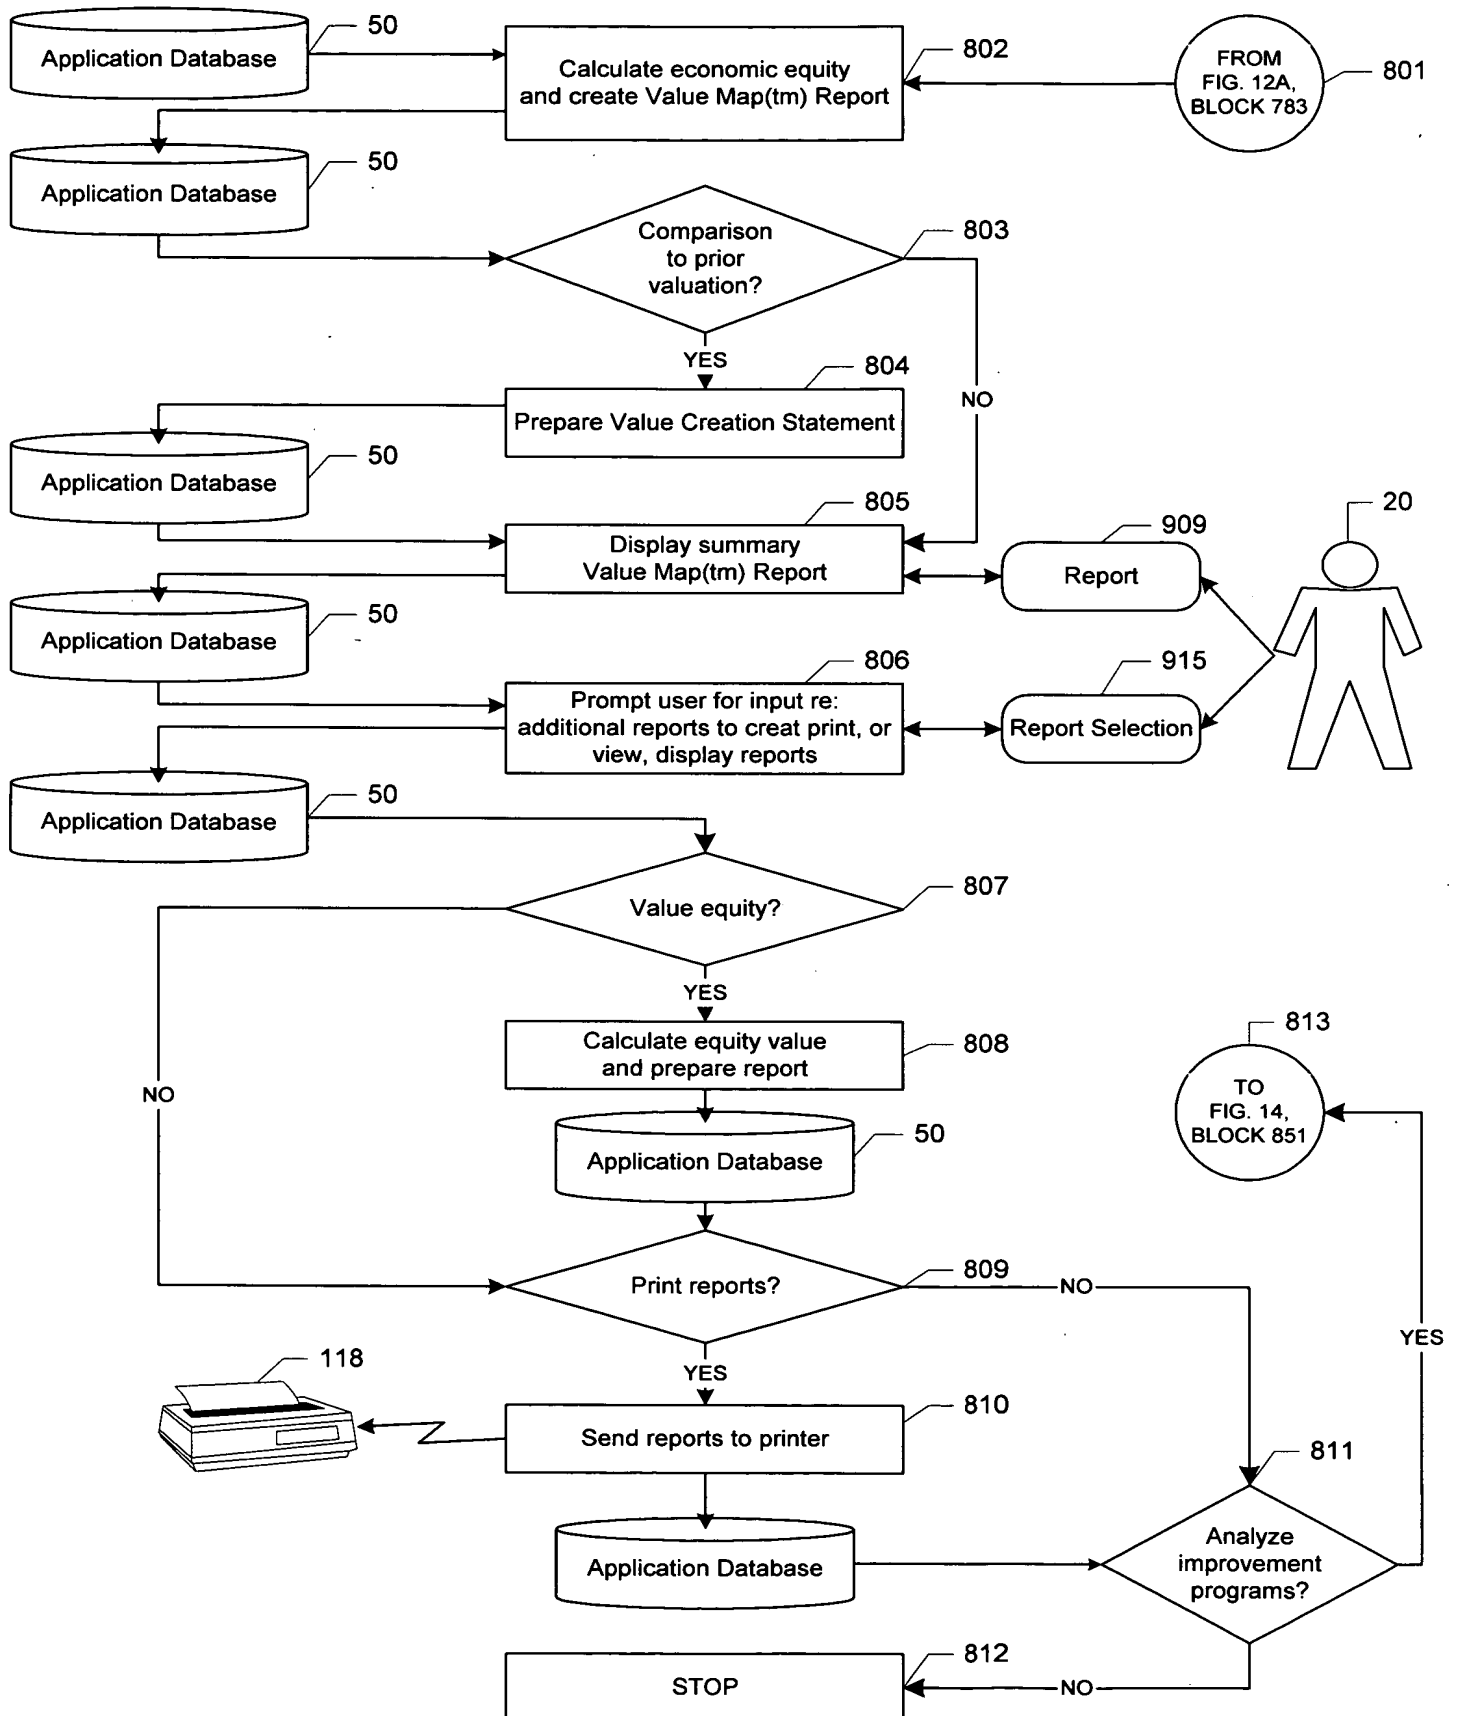 50
Application Database
802
Calculate economic equity
and create Value Map(tm) Report
FROM
FIG. 12A,
BLOCK 783
801
50
Application Database
Comparison
to prior
valuation?
803
YES
804
NO
Prepare Value Creation Statement
50
Application Database
805
Display summary
Value Map(tm) Report
909
Report
20
50
Application Database
806
Prompt user for input re:
additional reports to creat print, or
view, display reports
915
Report Selection
50
Application Database
Value equity?
807
YES
Calculate equity value
and prepare report
808
813
TO
FIG. 14,
BLOCK 851
NO
50
Application Database
Print reports?
809
NO
YES
YES
118
810
Send reports to printer
811
Analyze
improvement
programs?
Application Database
812
STOP
NO